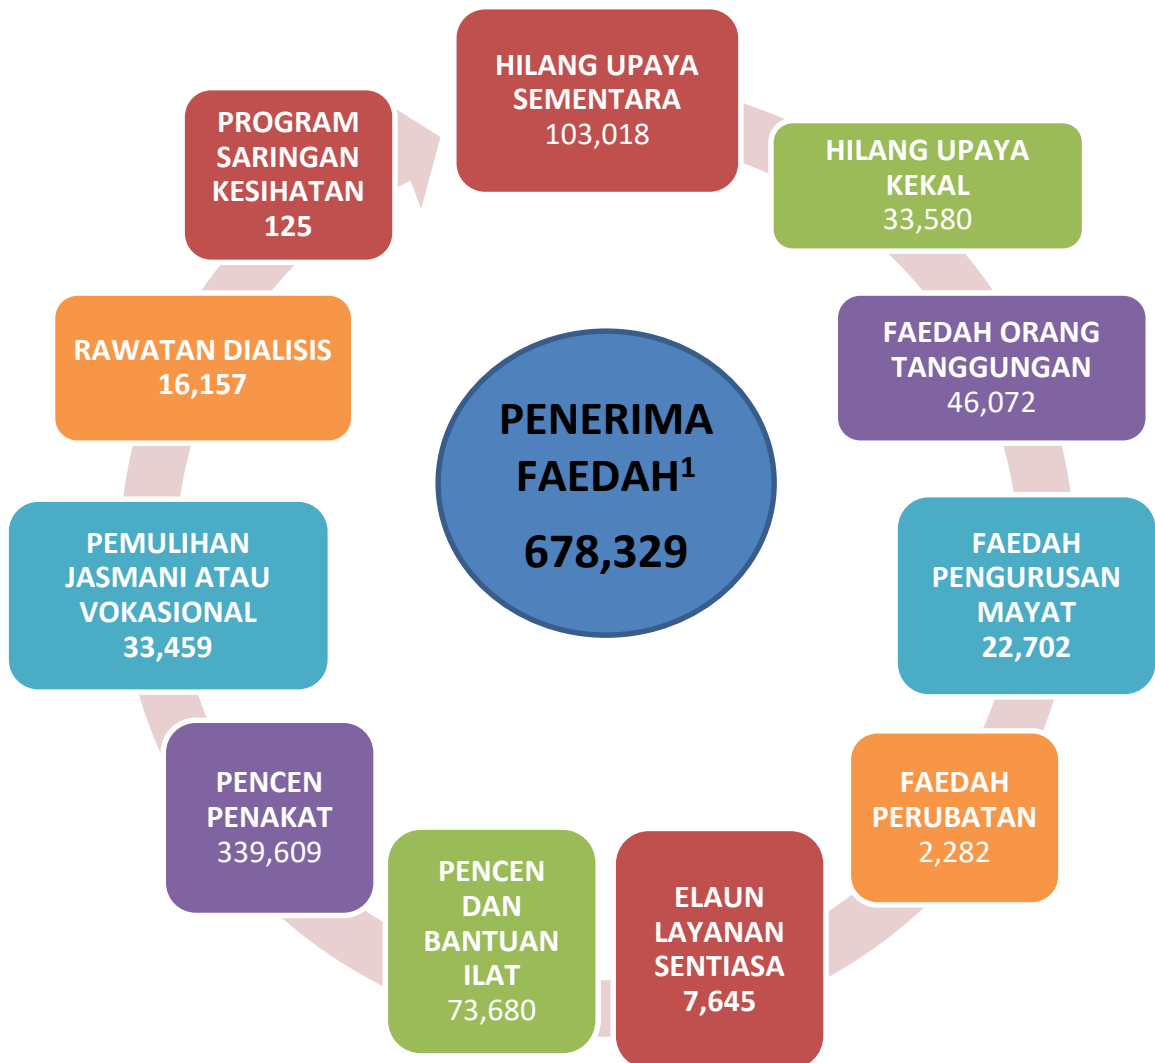 HILANG UPAYA
SEMENTARA
103,018
HILANG UPAYA
KEKAL
33,580
FAEDAH ORANG
TANGGUNGAN
46,072
FAEDAH
PENGURUSAN
MAYAT
22,702
FAEDAH
PERUBATAN
2,282
ELAUN
LAYANAN
SENTIASA
7,645
PENCEN
DAN
BANTUAN
ILAT
73,680
PENCEN
PENAKAT
339,609
PEMULIHAN
JASMANI ATAU
VOKASIONAL
33,459
RAWATAN DIALISIS
16,157
PROGRAM
SARINGAN
KESIHATAN
125
PENERIMA
FAEDAH¹
678,329